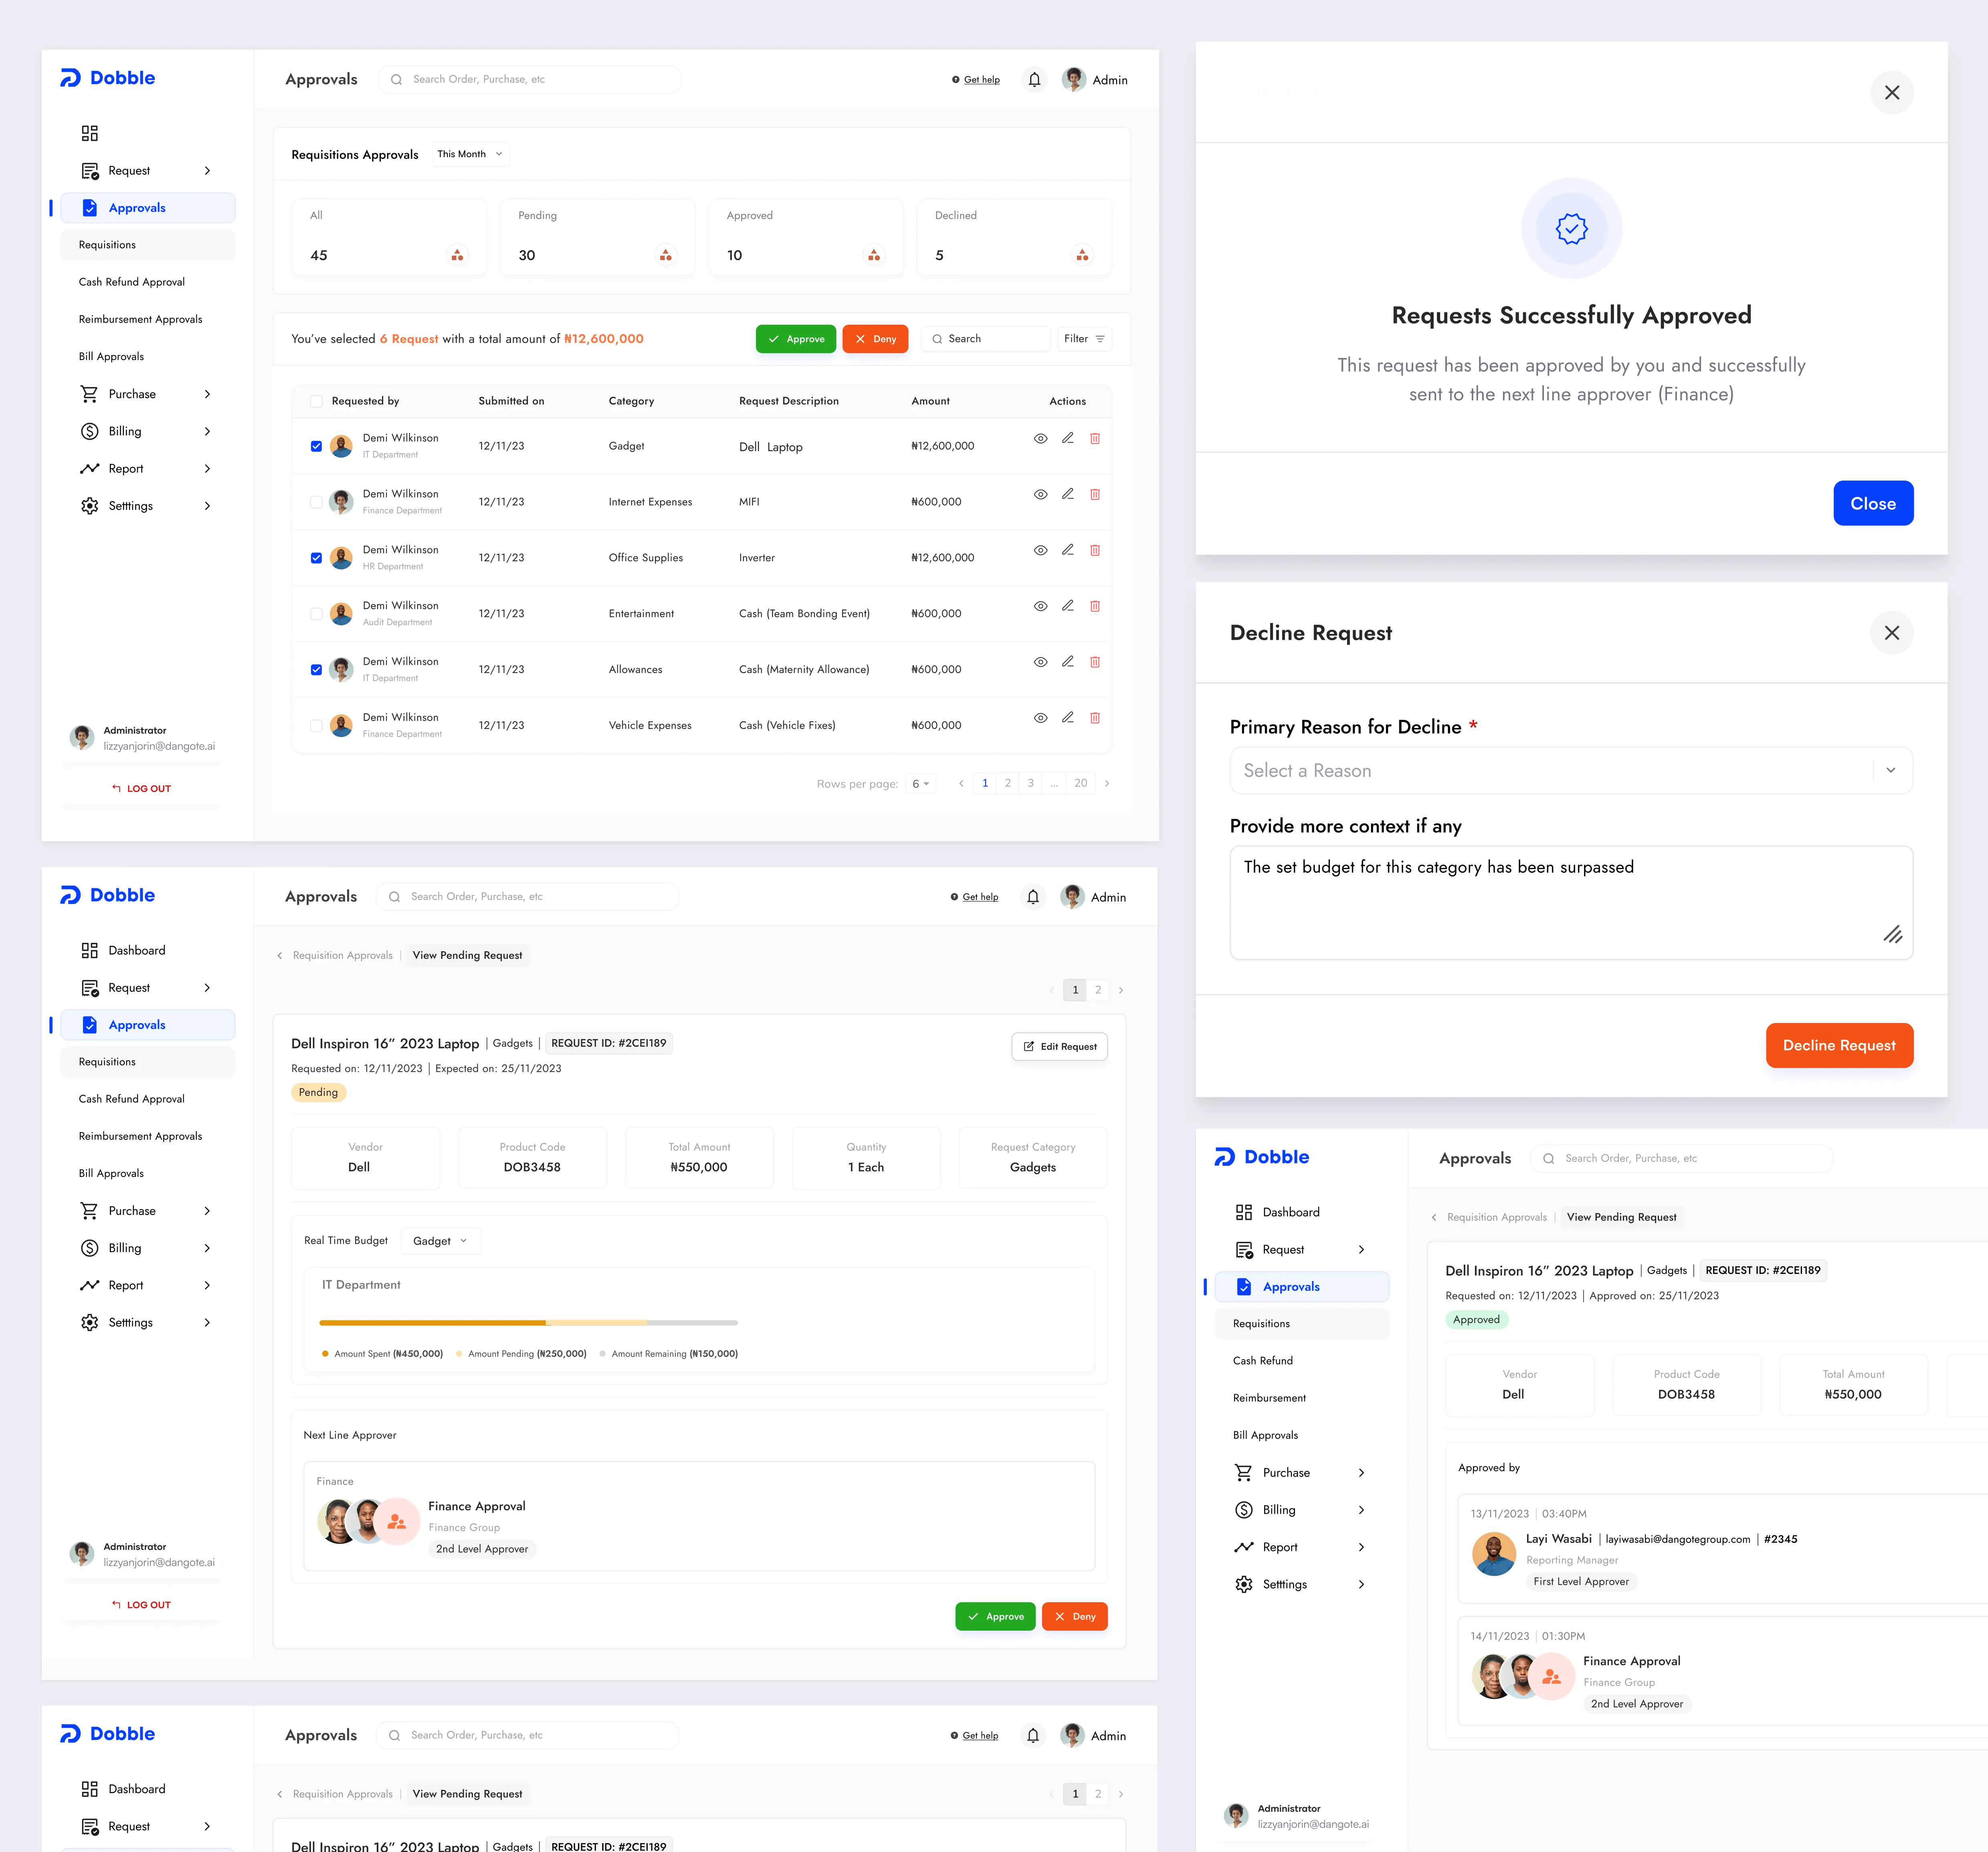 Dobble
Approvals
Search Order, Purchase, etc
Get help
Admin
Request
Approvals
Requisitions
Cash Refund Approval
Reimbursement Approvals
Bill Approvals
Purchase
Billing
Report
Setttings
Administrator
lizzyanjorin@dangote.ai
LOG OUT
Requisitions Approvals
This Month
All
45
Pending
30
Approved
10
Declined
5
You've selected 6 Request with a total amount of ₦12,600,000
Approve
Deny
Search
Filter
Requested by Submitted on Category Request Description Amount Actions
Demi Wilkinson
IT Department
12/11/23 Gadget Dell Laptop ₦12,600,000
Demi Wilkinson
Finance Department
12/11/23 Internet Expenses MIFI ₦600,000
Demi Wilkinson
HR Department
12/11/23 Office Supplies Inverter ₦12,600,000
Demi Wilkinson
Audit Department
12/11/23 Entertainment Cash (Team Bonding Event) ₦600,000
Demi Wilkinson
IT Department
12/11/23 Allowances Cash (Maternity Allowance) ₦600,000
Demi Wilkinson
Finance Department
12/11/23 Vehicle Expenses Cash (Vehicle Fixes) ₦600,000
Rows per page: 6
1 2 3 ... 20
Requests Successfully Approved
This request has been approved by you and successfully
sent to the next line approver (Finance)
Close
Decline Request
Primary Reason for Decline *
Select a Reason
Provide more context if any
The set budget for this category has been surpassed
Decline Request
Dobble
Approvals
Search Order, Purchase, etc
Get help
Admin
Dashboard
Request
Approvals
Requisitions
Cash Refund Approval
Reimbursement Approvals
Bill Approvals
Purchase
Billing
Report
Setttings
Administrator
lizzyanjorin@dangote.ai
LOG OUT
Requisition Approvals | View Pending Request
1 2
Dell Inspiron 16” 2023 Laptop | Gadgets | REQUEST ID: #2CEI189
Edit Request
Requested on: 12/11/2023 | Expected on: 25/11/2023
Pending
Vendor
Dell
Product Code
DOB3458
Total Amount
₦550,000
Quantity
1 Each
Request Category
Gadgets
Real Time Budget
Gadget
IT Department
Amount Spent (₦450,000) Amount Pending (₦250,000) Amount Remaining (₦150,000)
Next Line Approver
Finance
Finance Approval
Finance Group
2nd Level Approver
Approve
Deny
Dobble
Approvals
Search Order, Purchase, etc
Dashboard
Request
Approvals
Requisitions
Cash Refund
Reimbursement
Bill Approvals
Purchase
Billing
Report
Setttings
Administrator
lizzyanjorin@dangote.ai
Requisition Approvals | View Pending Request
Dell Inspiron 16” 2023 Laptop | Gadgets | REQUEST ID: #2CEI189
Requested on: 12/11/2023 | Approved on: 25/11/2023
Approved
Vendor
Dell
Product Code
DOB3458
Total Amount
₦550,000
Approved by
13/11/2023 | 03:40PM
Layi Wasabi | layiwasabi@dangotegroup.com | #2345
Reporting Manager
First Level Approver
14/11/2023 | 01:30PM
Finance Approval
Finance Group
2nd Level Approver
Dobble
Approvals
Search Order, Purchase, etc
Get help
Admin
Dashboard
Request
Requisition Approvals | View Pending Request
1 2
Dell Inspiron 16” 2023 Laptop | Gadgets | REQUEST ID: #2CEI189